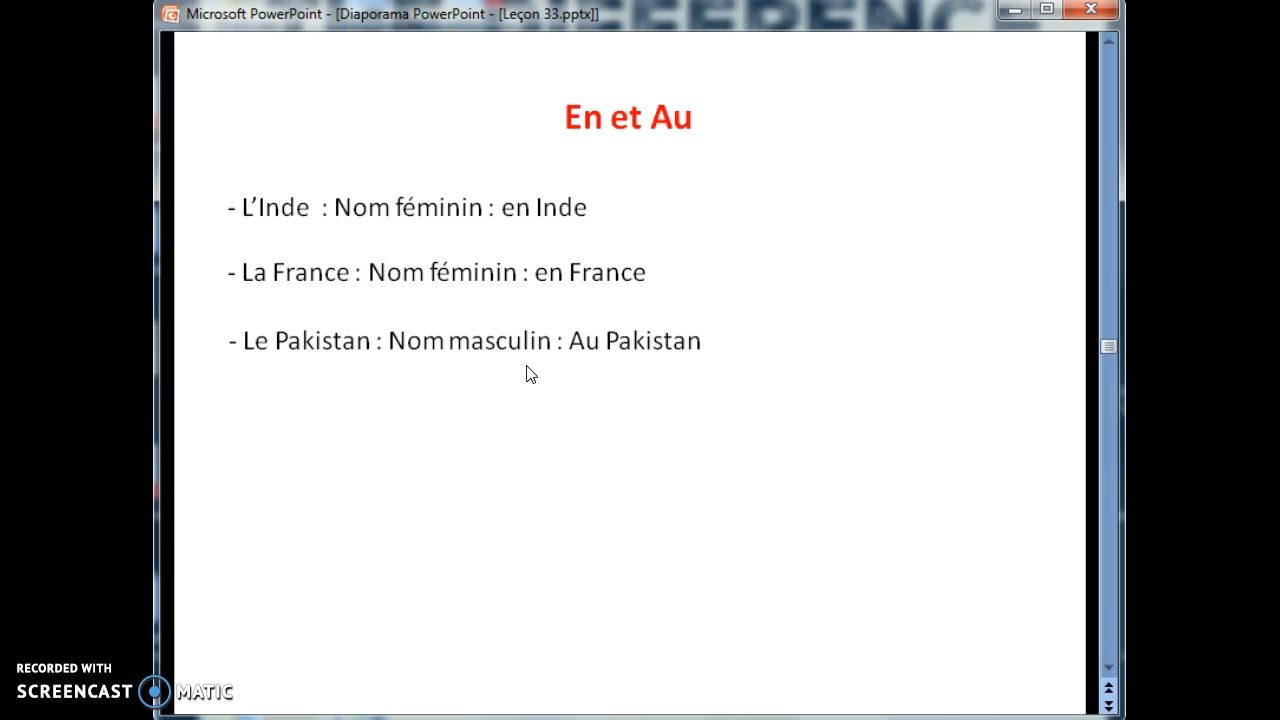 Microsoft PowerPoint - [Diaporama PowerPoint - [Leçon 33.pptx]]
En et Au
- L’Inde : Nom féminin : en Inde
- La France : Nom féminin : en France
- Le Pakistan : Nom masculin : Au Pakistan
RECORDED WITH
SCREENCAST MATIC